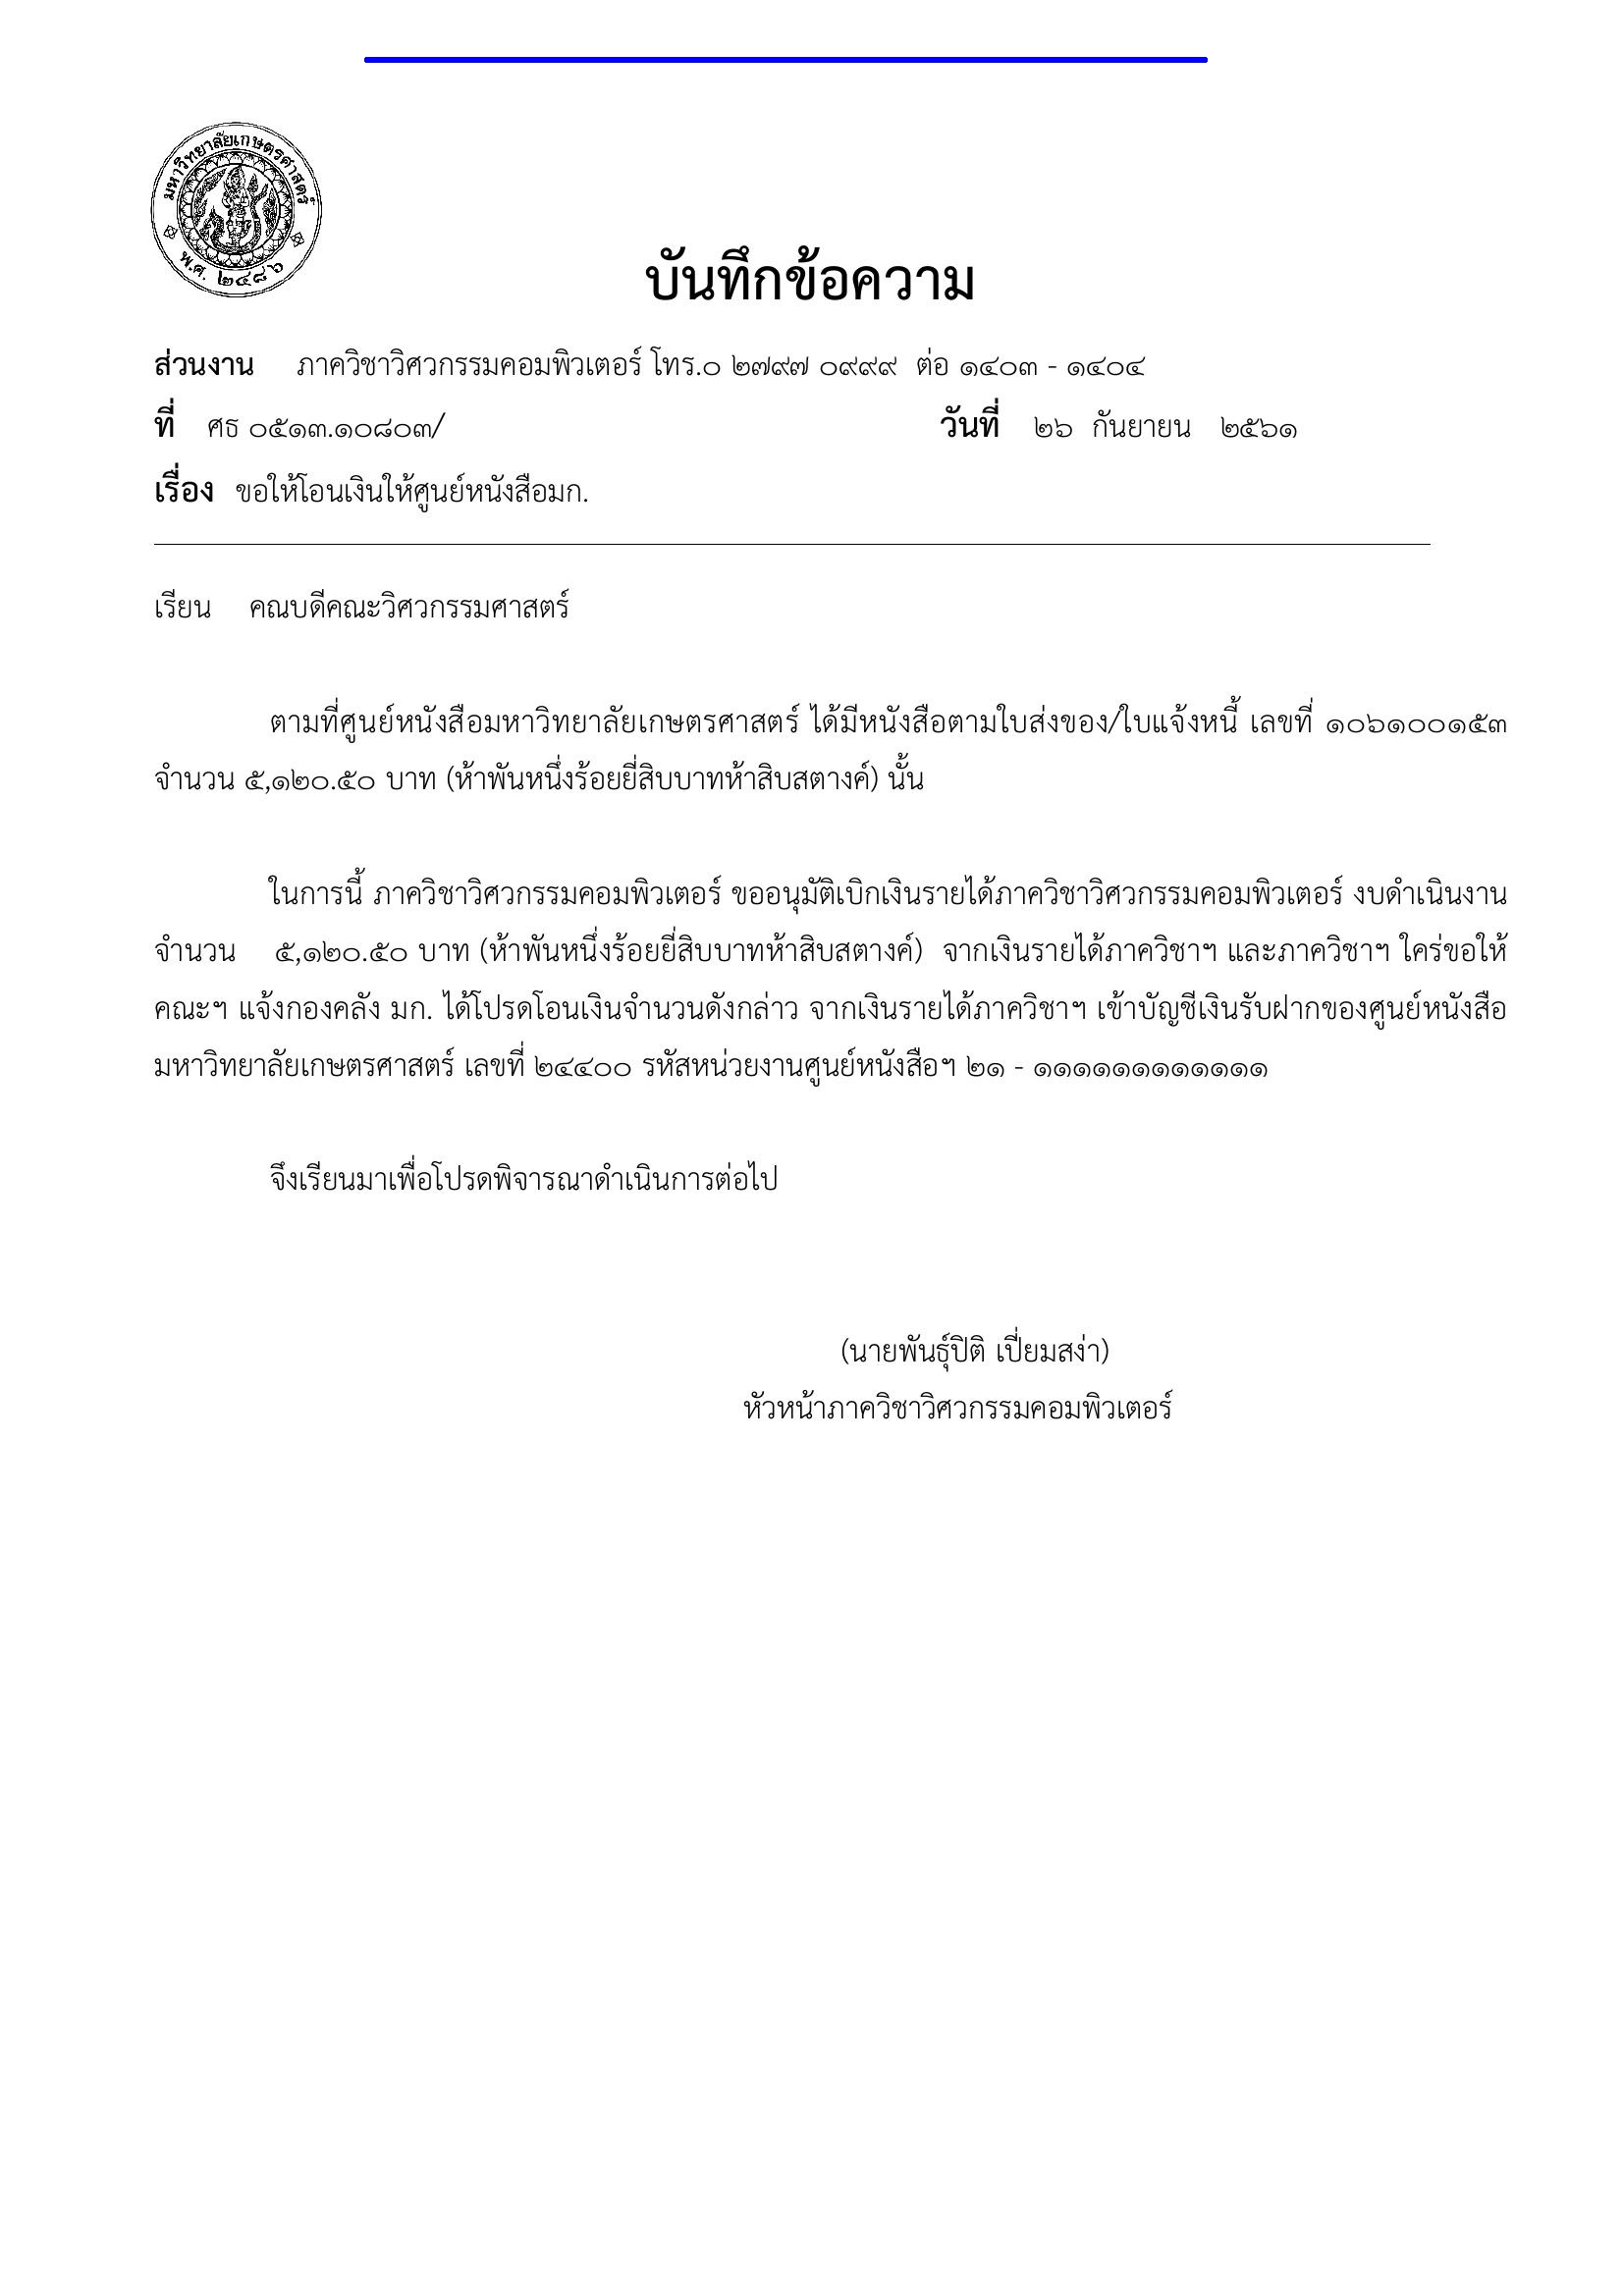 มหาวิทยาลัยเกษตรศาสตร์
พ.ศ. ๒๔๘๖
บันทึกข้อความ
ส่วนงาน ภาควิชาวิศวกรรมคอมพิวเตอร์ โทร.๐ ๒๗๙๗ ๐๙๙๙ ต่อ ๑๔๐๓ - ๑๔๐๔
ที่ ศธ ๐๕๑๓.๑๐๘๐๓/ วันที่ ๒๖ กันยายน ๒๕๖๑
เรื่อง ขอให้โอนเงินให้ศูนย์หนังสือมก.
เรียน คณบดีคณะวิศวกรรมศาสตร์
ตามที่ศูนย์หนังสือมหาวิทยาลัยเกษตรศาสตร์ ได้มีหนังสือตามใบส่งของ/ใบแจ้งหนี้ เลขที่ ๑๐๖๑๐๐๑๕๓
จำนวน ๕,๑๒๐.๕๐ บาท (ห้าพันหนึ่งร้อยยี่สิบบาทห้าสิบสตางค์) นั้น
ในการนี้ ภาควิชาวิศวกรรมคอมพิวเตอร์ ขออนุมัติเบิกเงินรายได้ภาควิชาวิศวกรรมคอมพิวเตอร์ งบดำเนินงาน
จำนวน ๕,๑๒๐.๕๐ บาท (ห้าพันหนึ่งร้อยยี่สิบบาทห้าสิบสตางค์) จากเงินรายได้ภาควิชาฯ และภาควิชาฯ ใคร่ขอให้
คณะฯ แจ้งกองคลัง มก. ได้โปรดโอนเงินจำนวนดังกล่าว จากเงินรายได้ภาควิชาฯ เข้าบัญชีเงินรับฝากของศูนย์หนังสือ
มหาวิทยาลัยเกษตรศาสตร์ เลขที่ ๒๔๔๐๐ รหัสหน่วยงานศูนย์หนังสือฯ ๒๑ - ๑๑๑๑๑๑๑๑๑๑๑๑
จึงเรียนมาเพื่อโปรดพิจารณาดำเนินการต่อไป
(นายพันธุ์ปิติ เปี่ยมสง่า)
หัวหน้าภาควิชาวิศวกรรมคอมพิวเตอร์